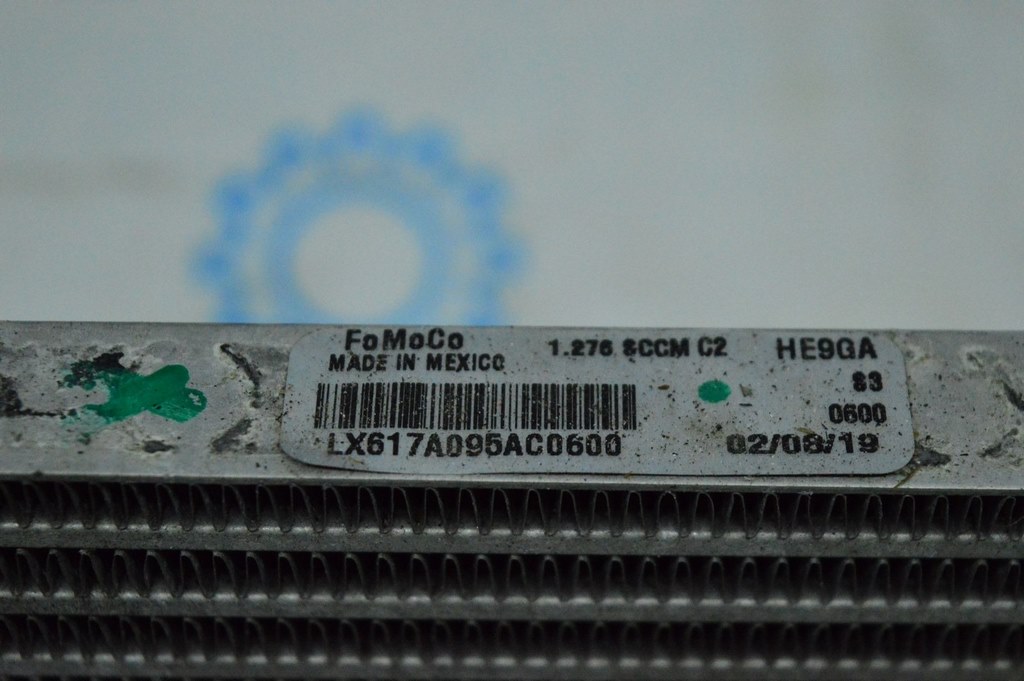 FoMoCo
MADE IN MEXICO
1.276 SCCM C2
HE9GA
83
0600
LX617A095AC0600
02/08/19